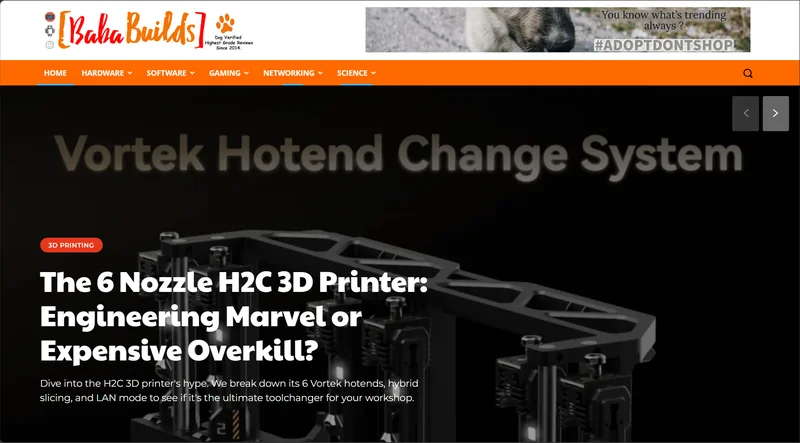 [Baba Builds]
Dog Verified
Highest Grade Reviews
Since 2014.
You know what's trending
always ?
#ADOPTDONTSHOP
HOME HARDWARE SOFTWARE GAMING NETWORKING SCIENCE
Vortek Hotend Change System
3D PRINTING
The 6 Nozzle H2C 3D Printer:
Engineering Marvel or
Expensive Overkill?
Dive into the H2C 3D printer's hype. We break down its 6 Vortek hotends, hybrid
slicing, and LAN mode to see if it's the ultimate toolchanger for your workshop.
2